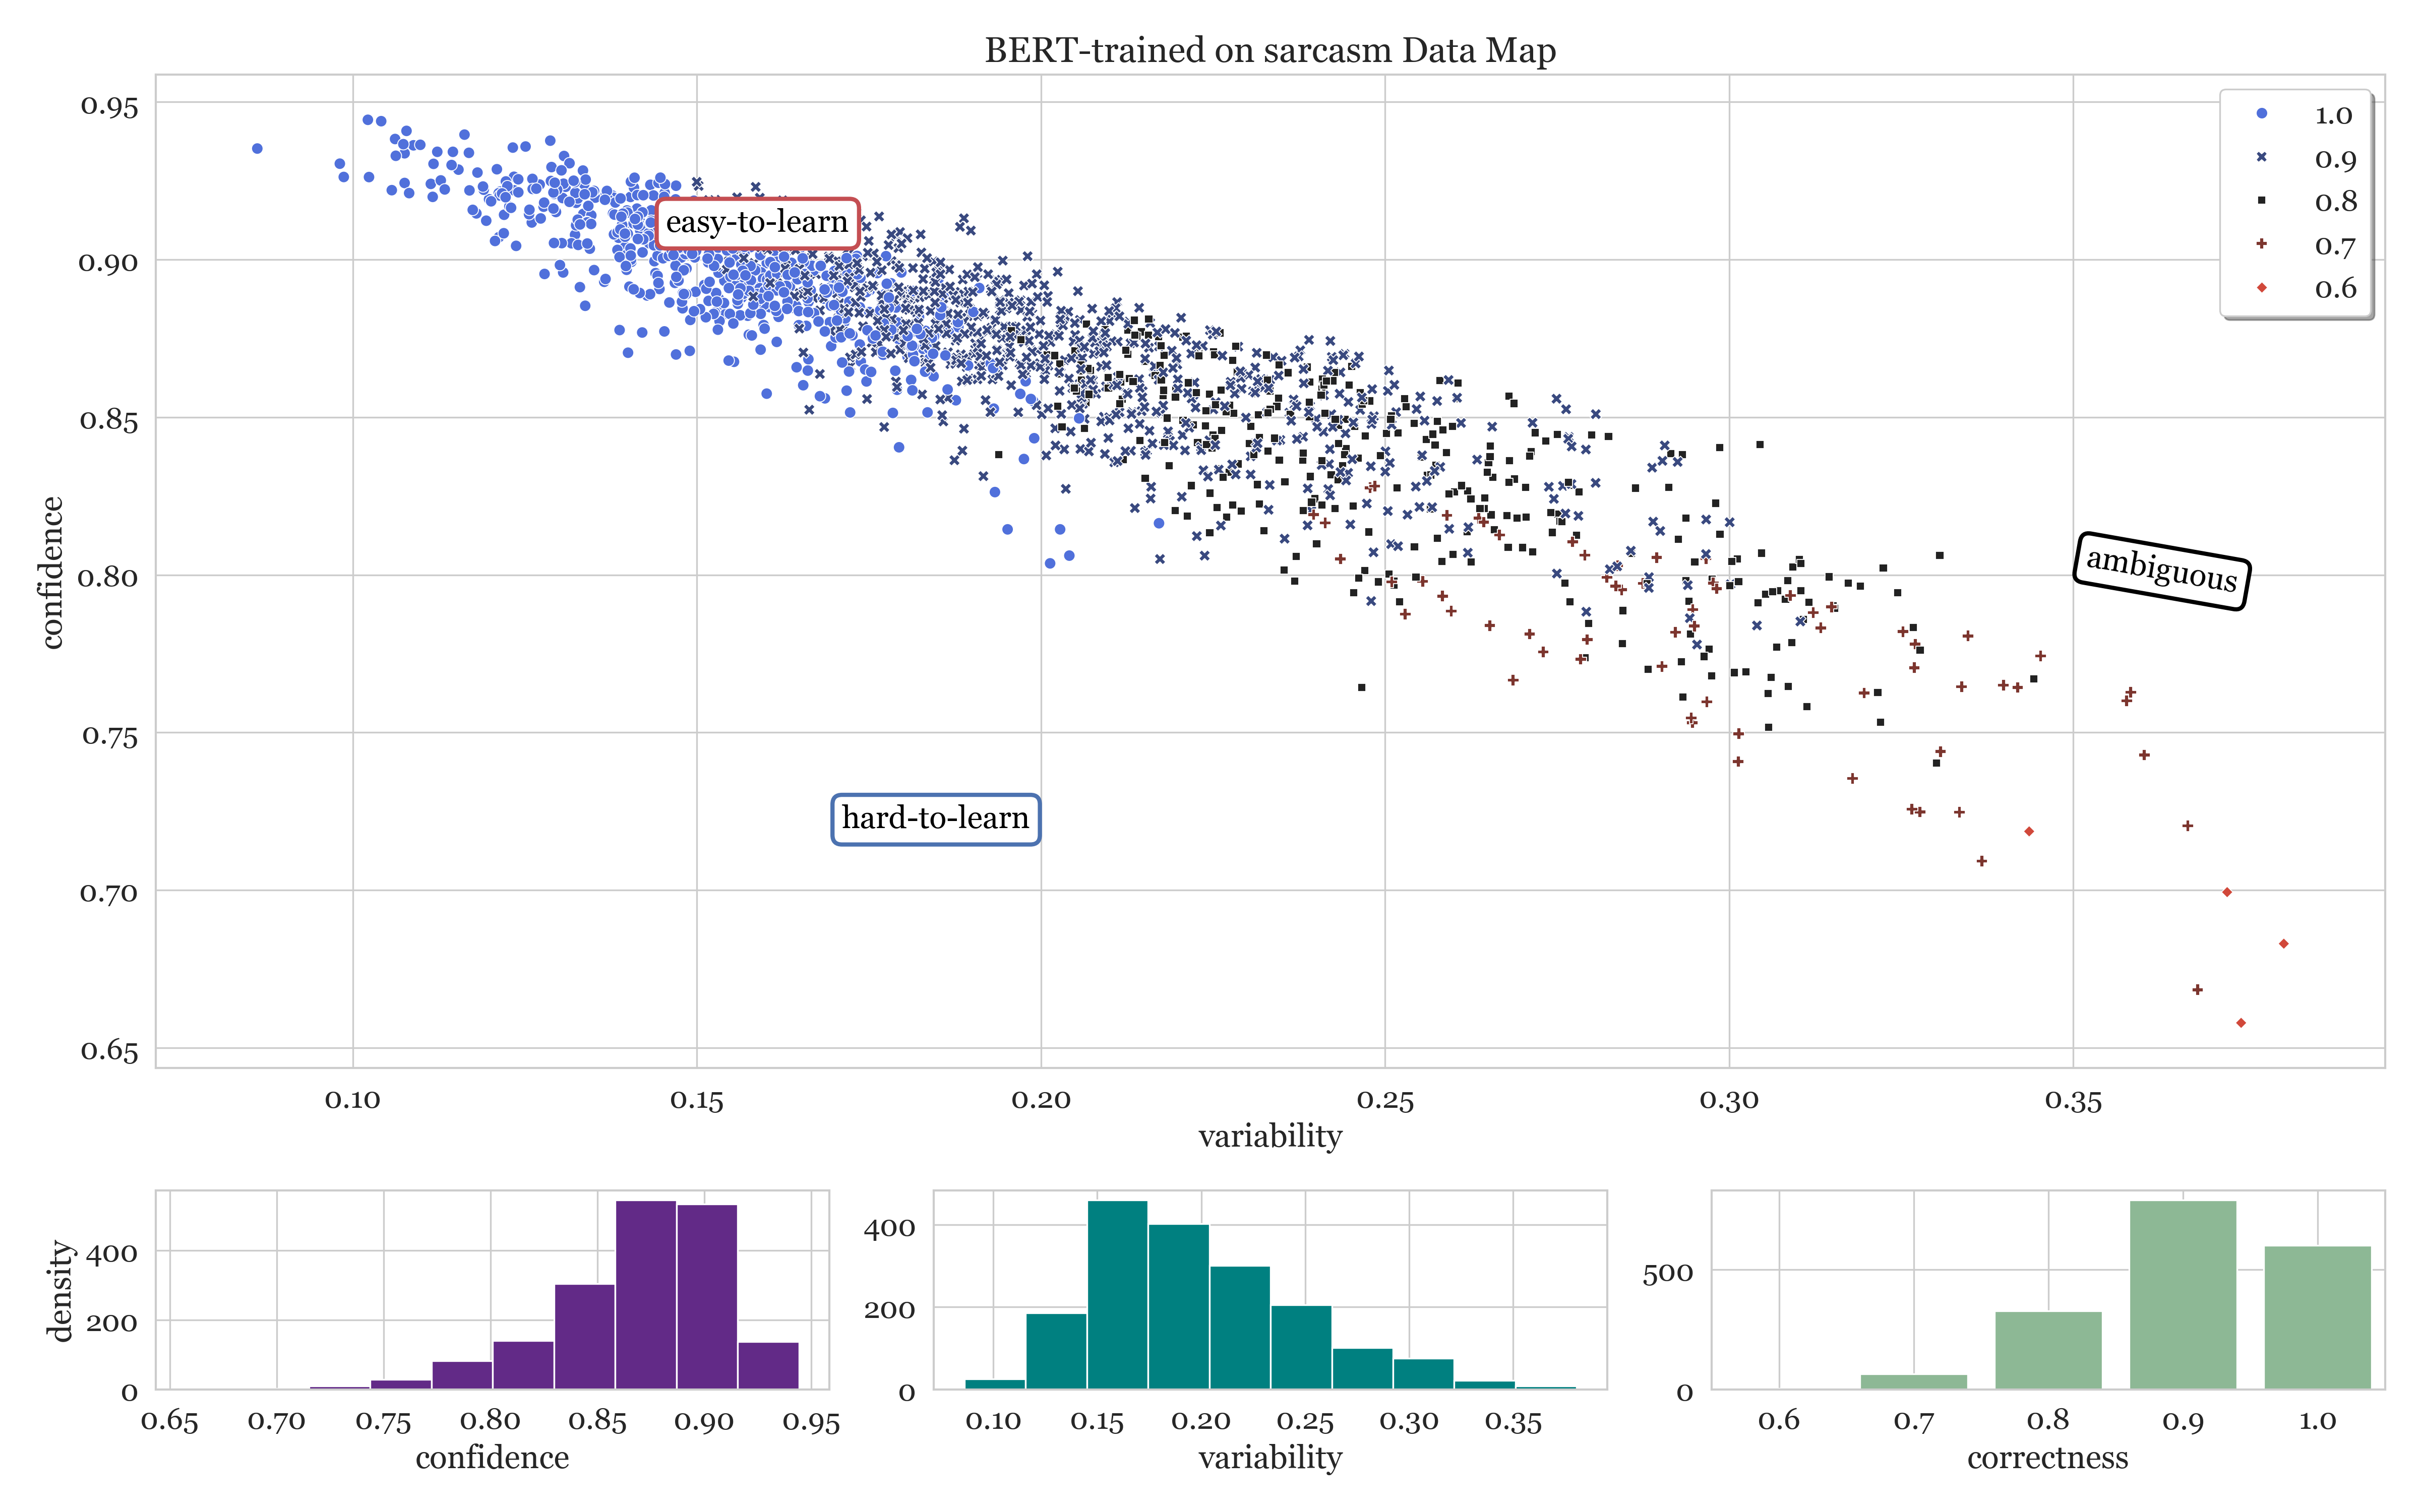 BERT-trained on sarcasm Data Map
0.95
0.90
0.85
0.80
0.75
0.70
0.65
confidence
1.0
0.9
0.8
0.7
0.6
easy-to-learn
ambiguous
hard-to-learn
0.10 0.15 0.20 0.25 0.30 0.35
variability
density
400
200
0
0.65 0.70 0.75 0.80 0.85 0.90 0.95
confidence
400
200
0
0.10 0.15 0.20 0.25 0.30 0.35
variability
500
0
0.6 0.7 0.8 0.9 1.0
correctness